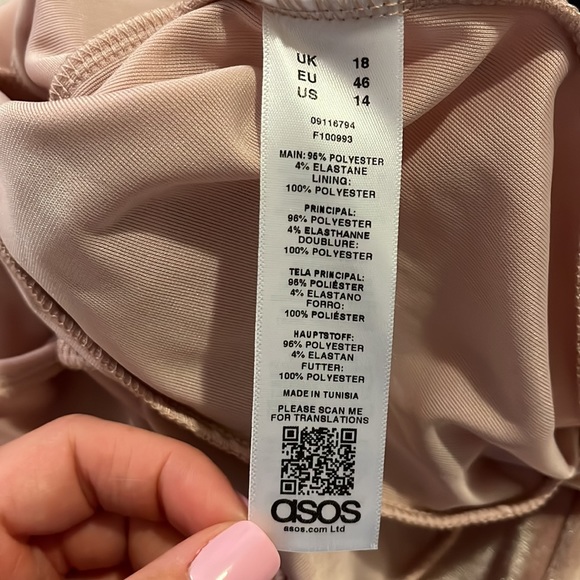 UK 18
EU 46
US 14
09116794
F100993
MAIN: 96% POLYESTER
4% ELASTANE
LINING:
100% POLYESTER
PRINCIPAL:
96% POLYESTER
4% ELASTHANNE
DOUBLURE:
100% POLYESTER
TELA PRINCIPAL:
96% POLIÉSTER
4% ELASTANO
FORRO:
100% POLIÉSTER
HAUPTSTOFF:
96% POLYESTER
4% ELASTAN
FUTTER:
100% POLYESTER
MADE IN TUNISIA
PLEASE SCAN ME
FOR TRANSLATIONS
asos
asos.com Ltd